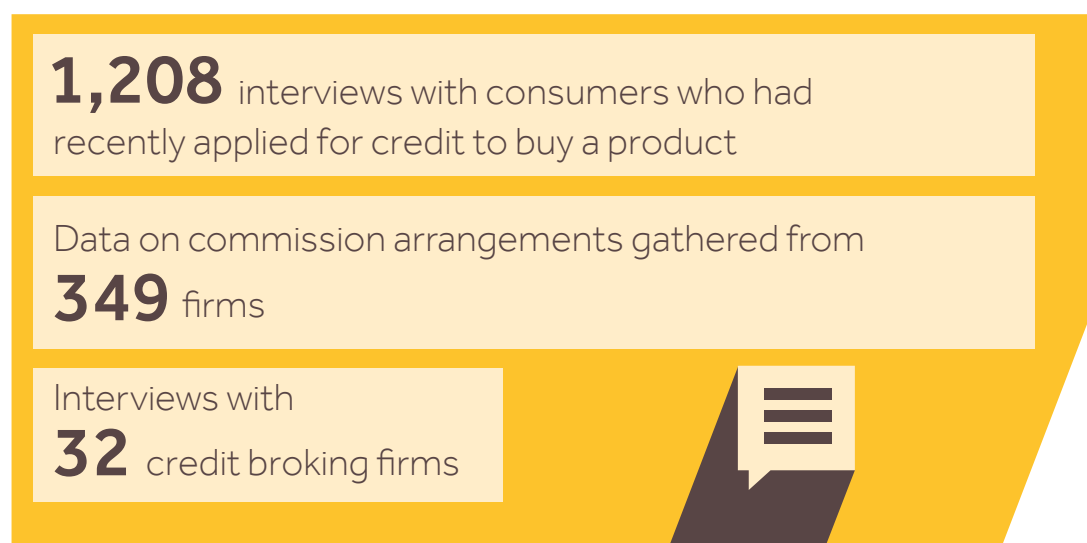 1,208 interviews with consumers who had
recently applied for credit to buy a product
Data on commission arrangements gathered from
349 firms
Interviews with
32 credit broking firms